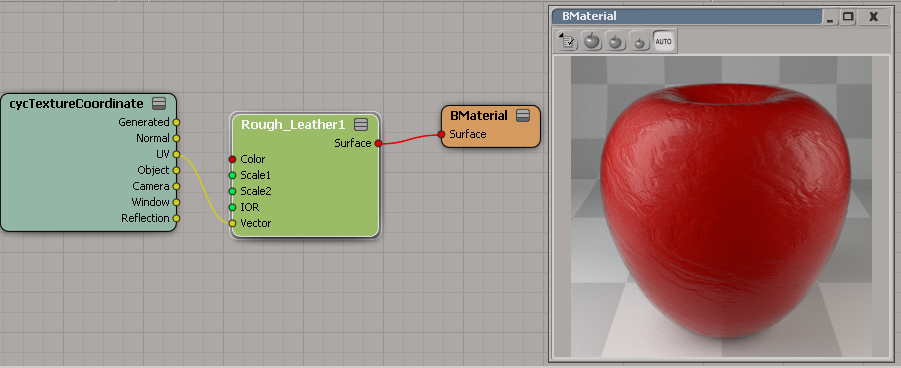 BMaterial
AUTO
cycTextureCoordinate
Generated
Normal
UV
Object
Camera
Window
Reflection
Rough_Leather1
Surface
Color
Scale1
Scale2
IOR
Vector
BMaterial
Surface